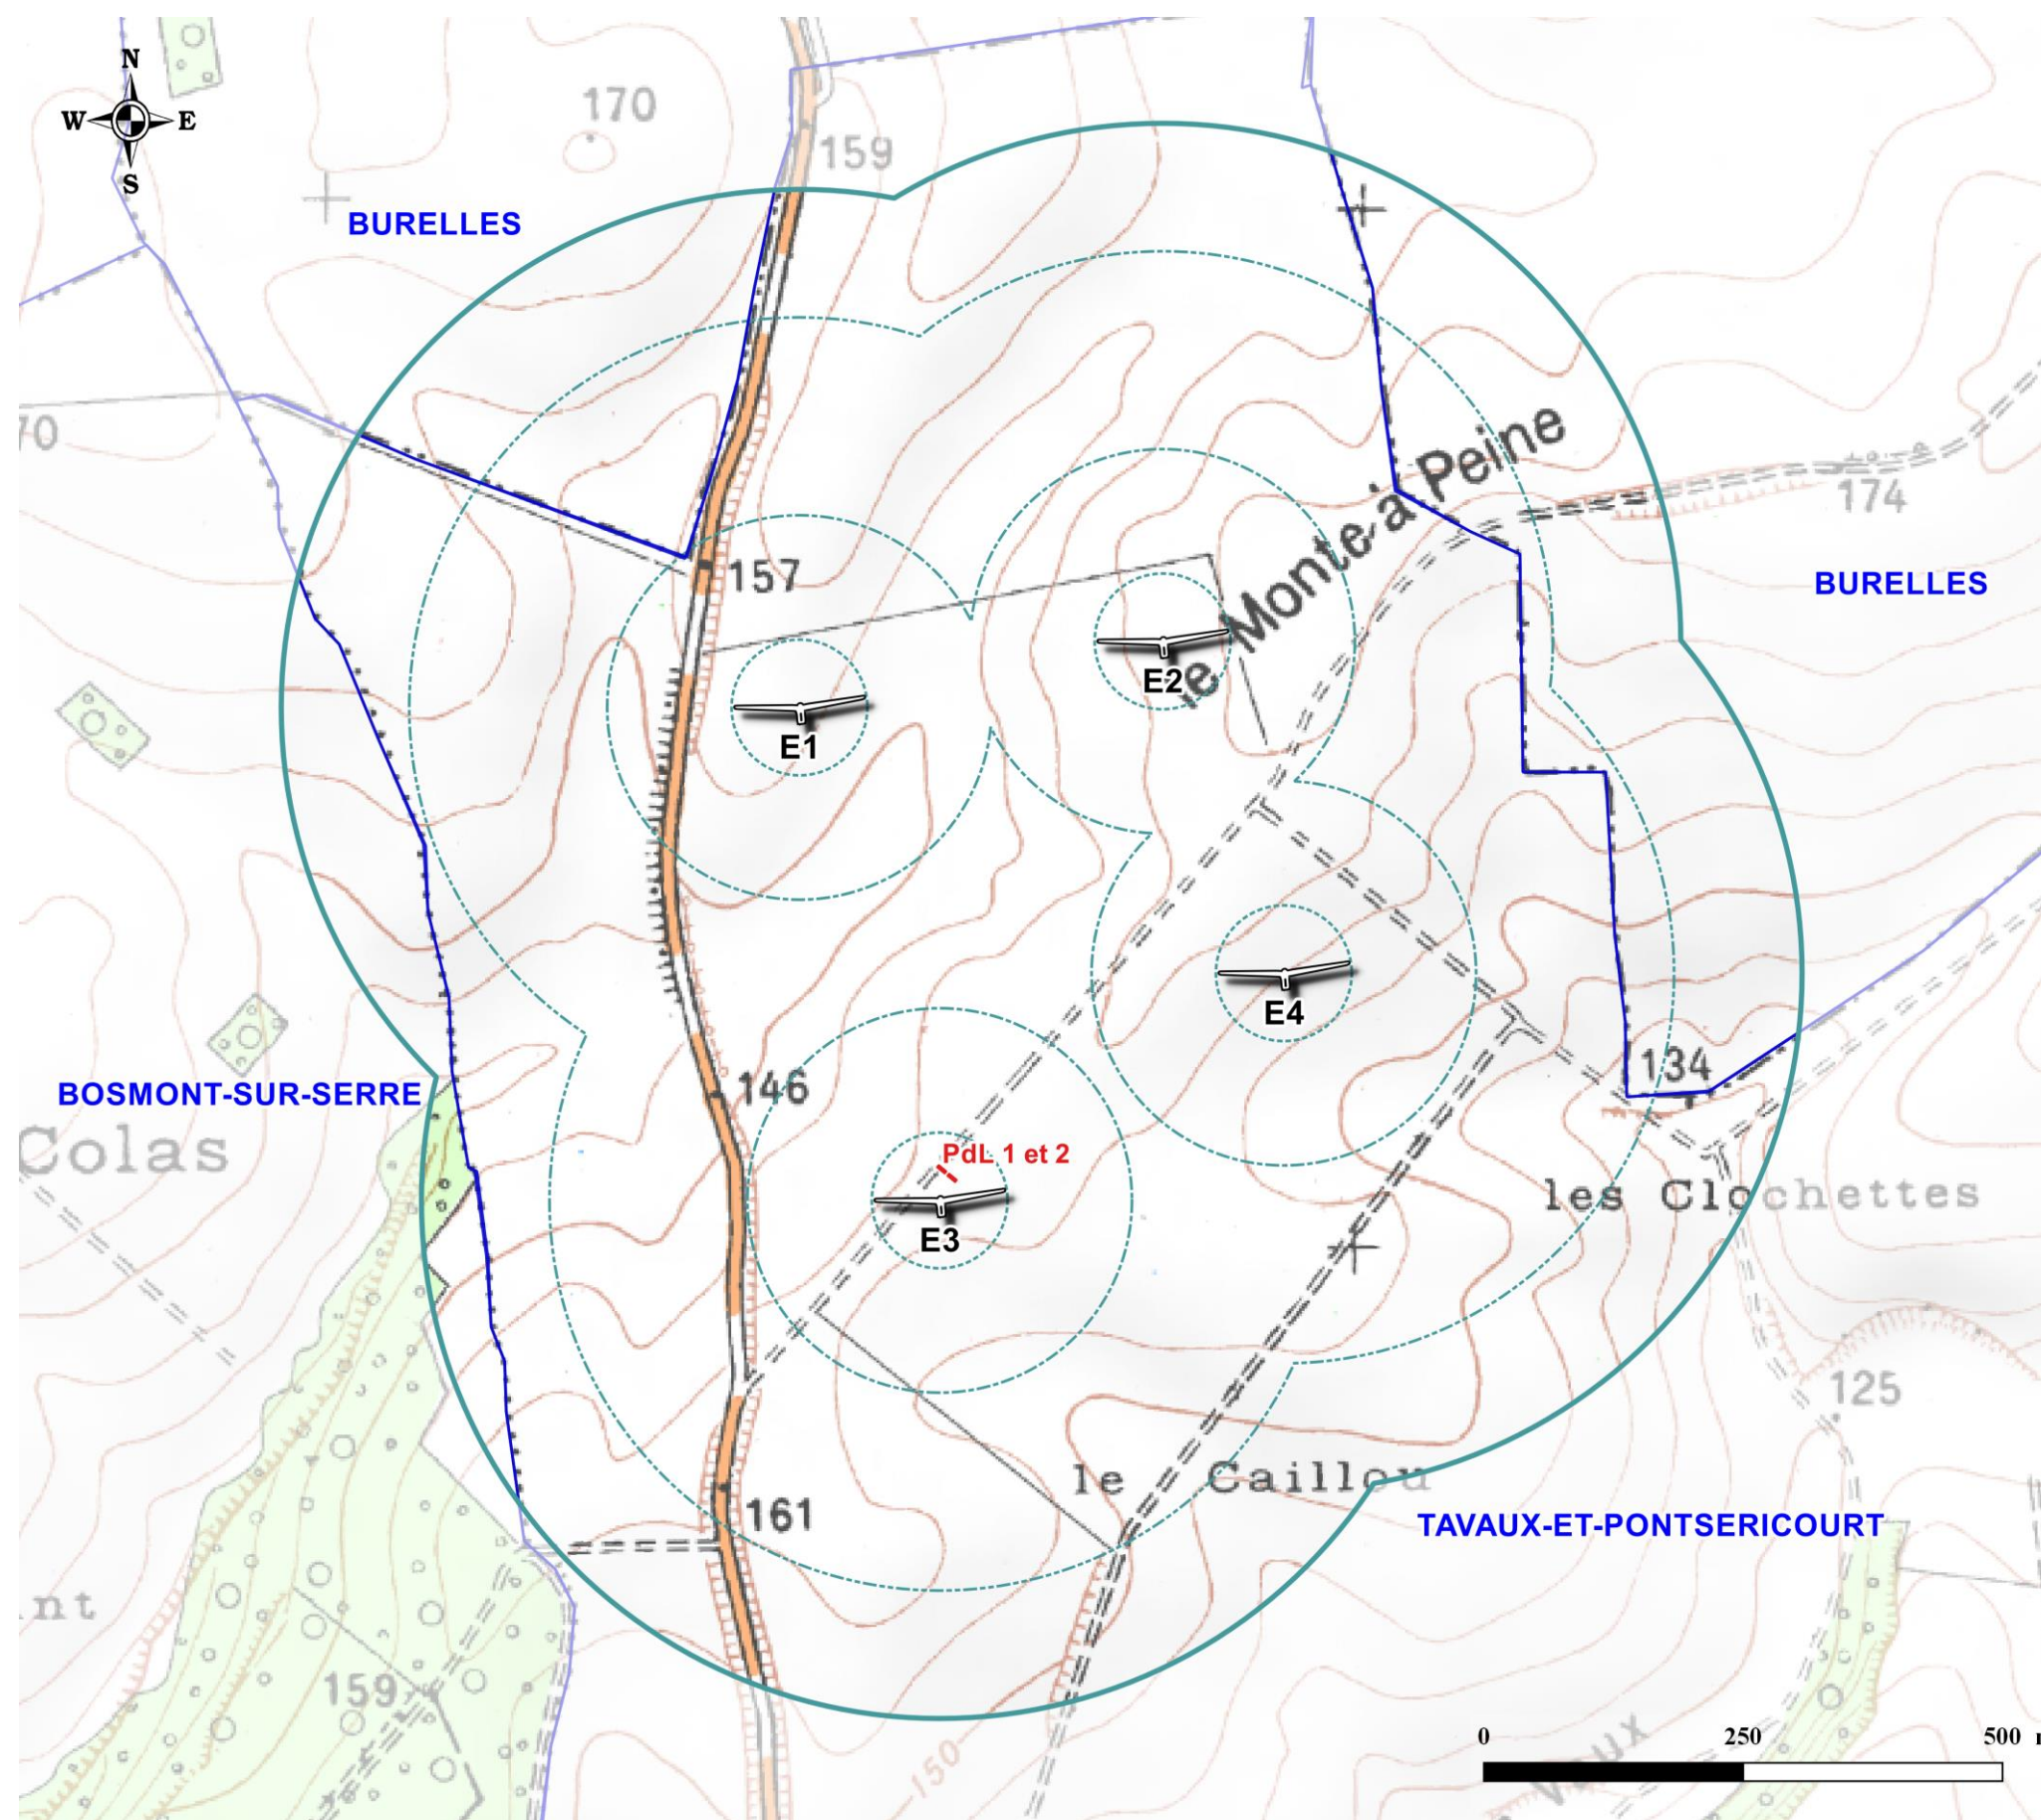 N
W E
S
170
159
BURELLES
70
le Monte-à Peine
174
157
BURELLES
E2
E1
E4
134
146
BOSMONT-SUR-SERRE
Colas
PdL 1 et 2
les Clochettes
E3
125
le Caillou
161
TAVAUX-ET-PONTSERICOURT
nt
159
0 250 500
150